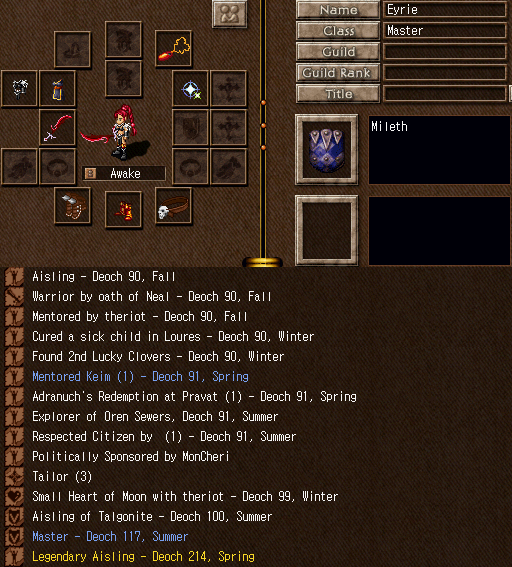 Name Eyrie
Class Master
Guild
Guild Rank
Title
Mileth
Awake
Aisling - Deoch 90, Fall
Warrior by oath of Neal - Deoch 90, Fall
Mentored by theriot - Deoch 90, Fall
Cured a sick child in Loures - Deoch 90, Winter
Found 2nd Lucky Clovers - Deoch 90, Winter
Mentored Keim (1) - Deoch 91, Spring
Adranuch's Redemption at Pravat (1) - Deoch 91, Spring
Explorer of Oren Sewers, Deoch 91, Summer
Respected Citizen by (1) - Deoch 91, Summer
Politically Sponsored by MonCheri
Tailor (3)
Small Heart of Moon with theriot - Deoch 99, Winter
Aisling of Talgonite - Deoch 100, Summer
Master - Deoch 117, Summer
Legendary Aisling - Deoch 214, Spring